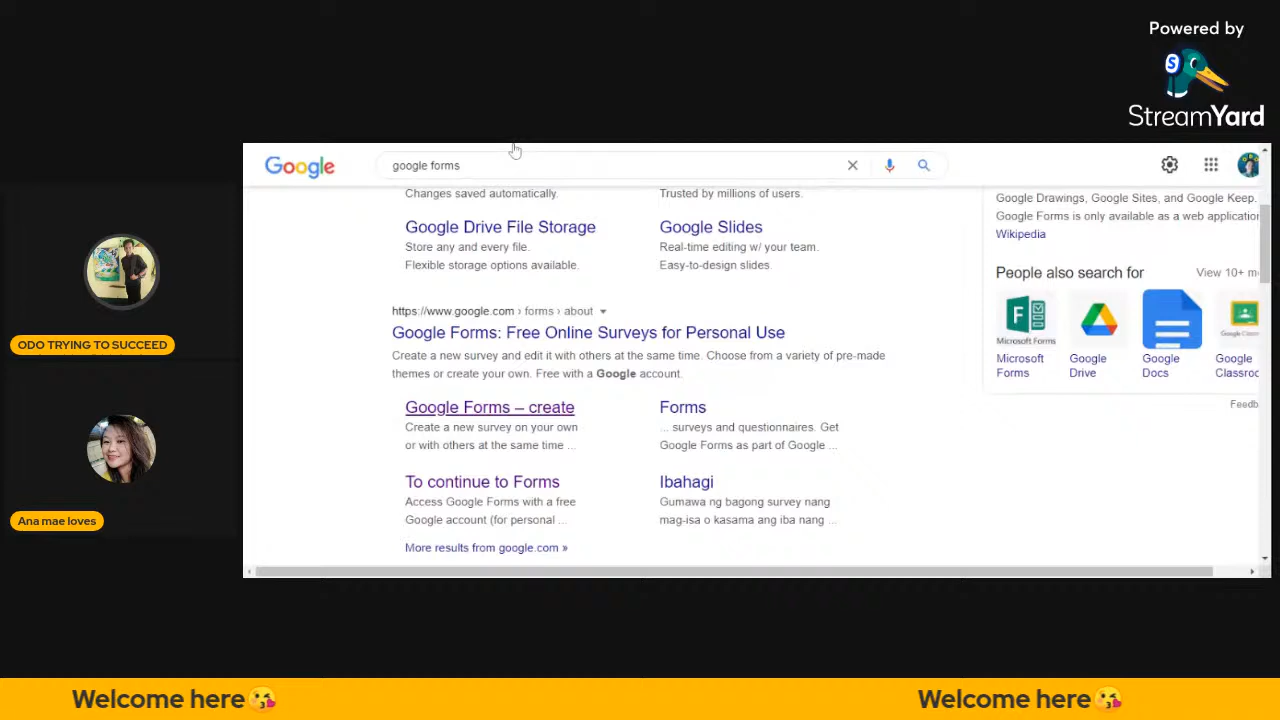 Powered by
StreamYard
Google
google forms
Changes saved automatically.
Trusted by millions of users.
Google Drive File Storage
Store any and every file.
Flexible storage options available.
Google Slides
Real-time editing w/ your team.
Easy-to-design slides.
https://www.google.com › forms › about
Google Forms: Free Online Surveys for Personal Use
Create a new survey and edit it with others at the same time. Choose from a variety of pre-made
themes or create your own. Free with a Google account.
Google Forms – create
Create a new survey on your own
or with others at the same time ...
Forms
... surveys and questionnaires. Get
Google Forms as part of Google ...
To continue to Forms
Access Google Forms with a free
Google account (for personal ...
Ibahagi
Gumawa ng bagong survey nang
mag-isa o kasama ang iba nang ...
More results from google.com »
Google Drawings, Google Sites, and Google Keep.
Google Forms is only available as a web application
Wikipedia
People also search for
View 10+ m
Microsoft Forms
Microsoft
Forms
Google
Drive
Google
Docs
Google
Classroo
Feedb
ODO TRYING TO SUCCEED
Ana mae loves
Welcome here😘
Welcome here😘